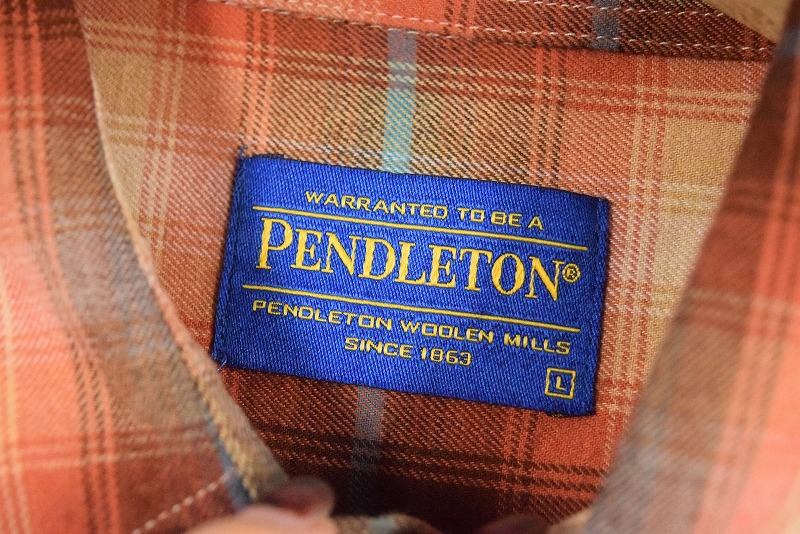 WARRANTED TO BE A
PENDLETON®
PENDLETON WOOLEN MILLS
SINCE 1863
L